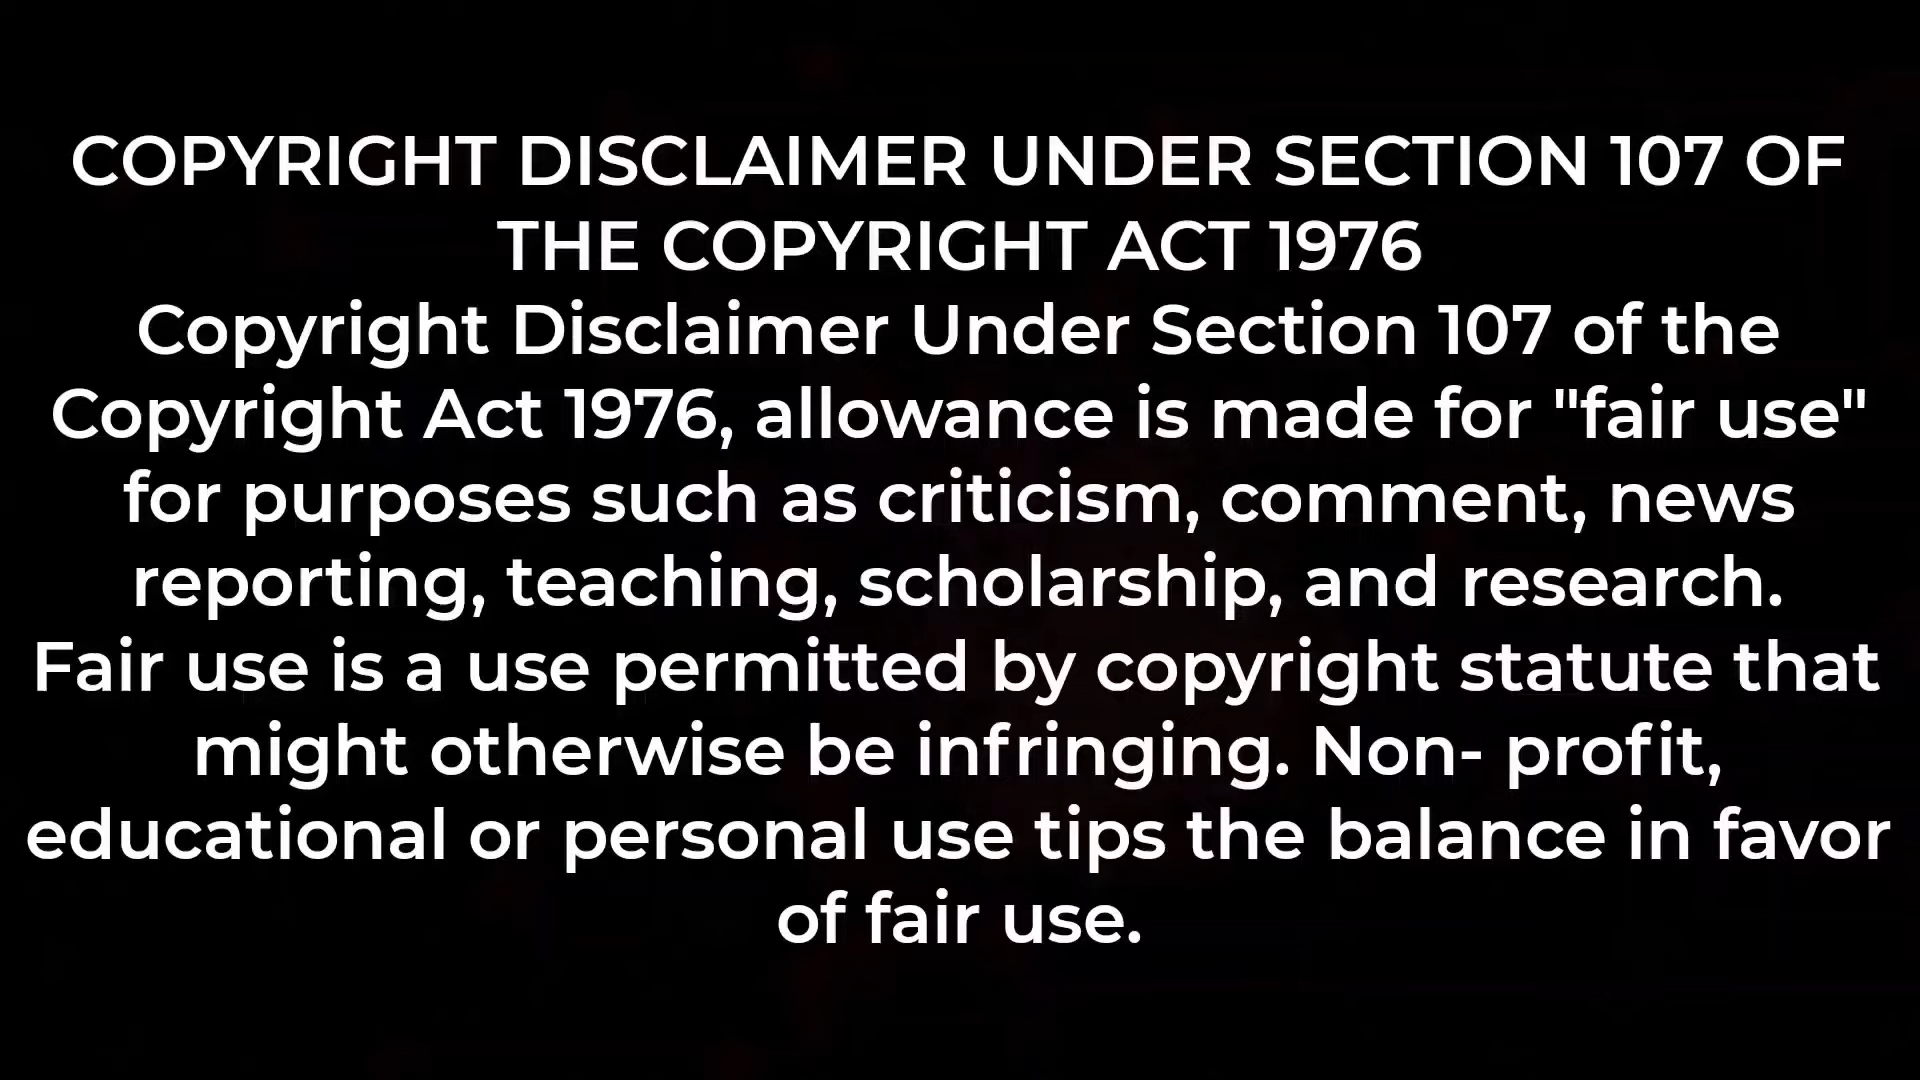 COPYRIGHT DISCLAIMER UNDER SECTION 107 OF
THE COPYRIGHT ACT 1976
Copyright Disclaimer Under Section 107 of the
Copyright Act 1976, allowance is made for "fair use"
for purposes such as criticism, comment, news
reporting, teaching, scholarship, and research.
Fair use is a use permitted by copyright statute that
might otherwise be infringing. Non- profit,
educational or personal use tips the balance in favor
of fair use.